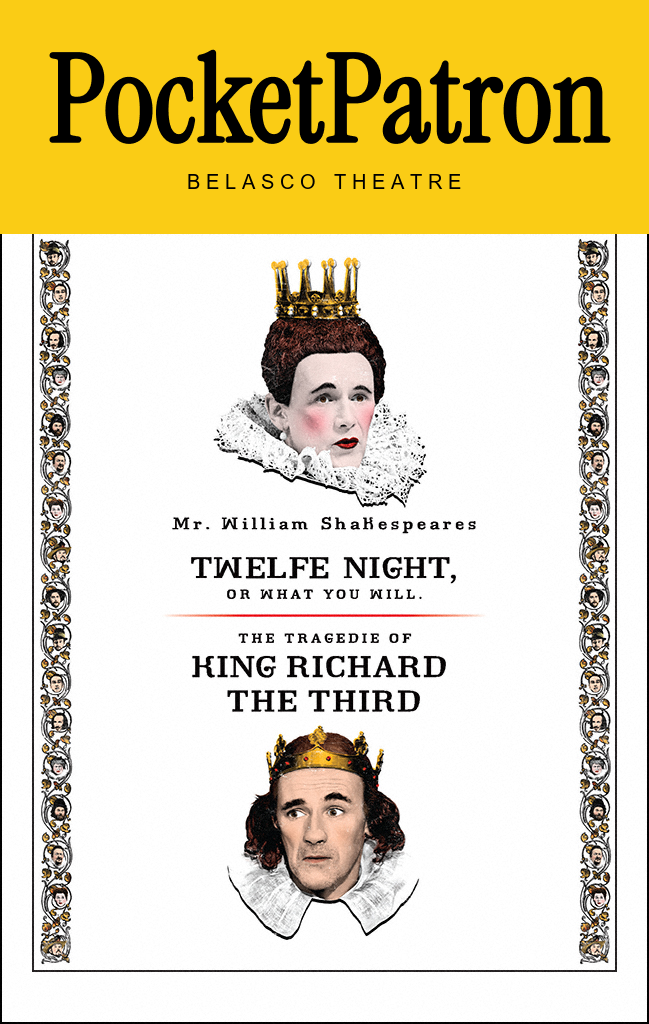 PocketPatron
BELASCO THEATRE
Mr. William Shakespeares
TWELFE NIGHT,
OR WHAT YOU WILL.
THE TRAGEDIE OF
KING RICHARD
THE THIRD